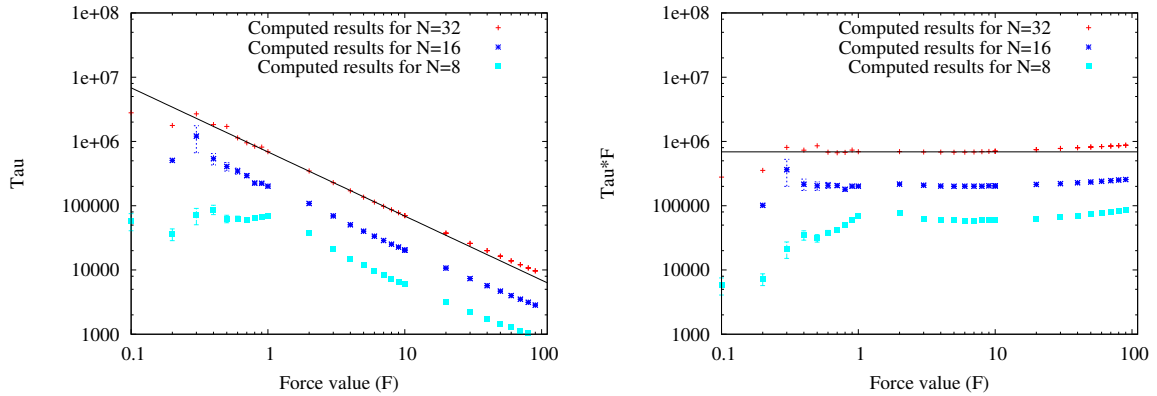 1e+08
1e+07
1e+06
100000
10000
1000
Tau
Computed results for N=32
Computed results for N=16
Computed results for N=8
0.1 1 10 100
Force value (F)
1e+08
1e+07
1e+06
100000
10000
1000
Tau*F
Computed results for N=32
Computed results for N=16
Computed results for N=8
0.1 1 10 100
Force value (F)